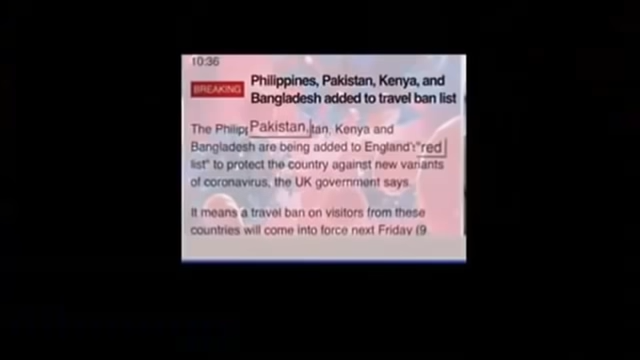 10:36
BREAKING
Philippines, Pakistan, Kenya, and
Bangladesh added to travel ban list
The Philip Pakistan, tan, Kenya and
Bangladesh are being added to England's "red
list" to protect the country against new variants
of coronavirus, the UK government says.
It means a travel ban on visitors from these
countries will come into force next Friday (9